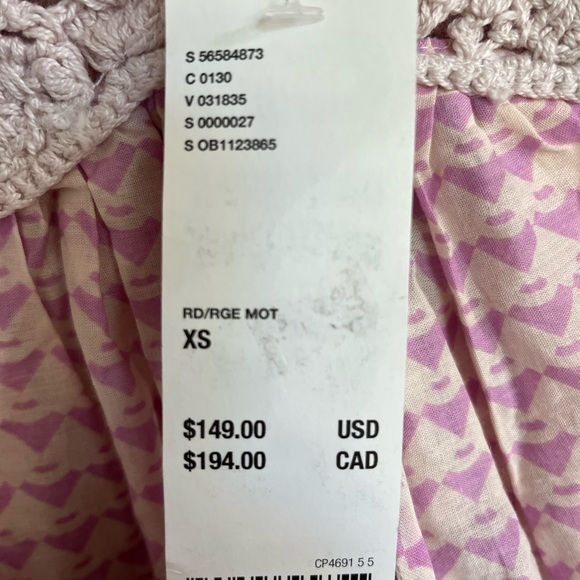 S 56584873
C 0130
V 031835
S 0000027
S OB1123865
RD/RGE MOT
XS
$149.00 USD
$194.00 CAD
CP4691 5 5